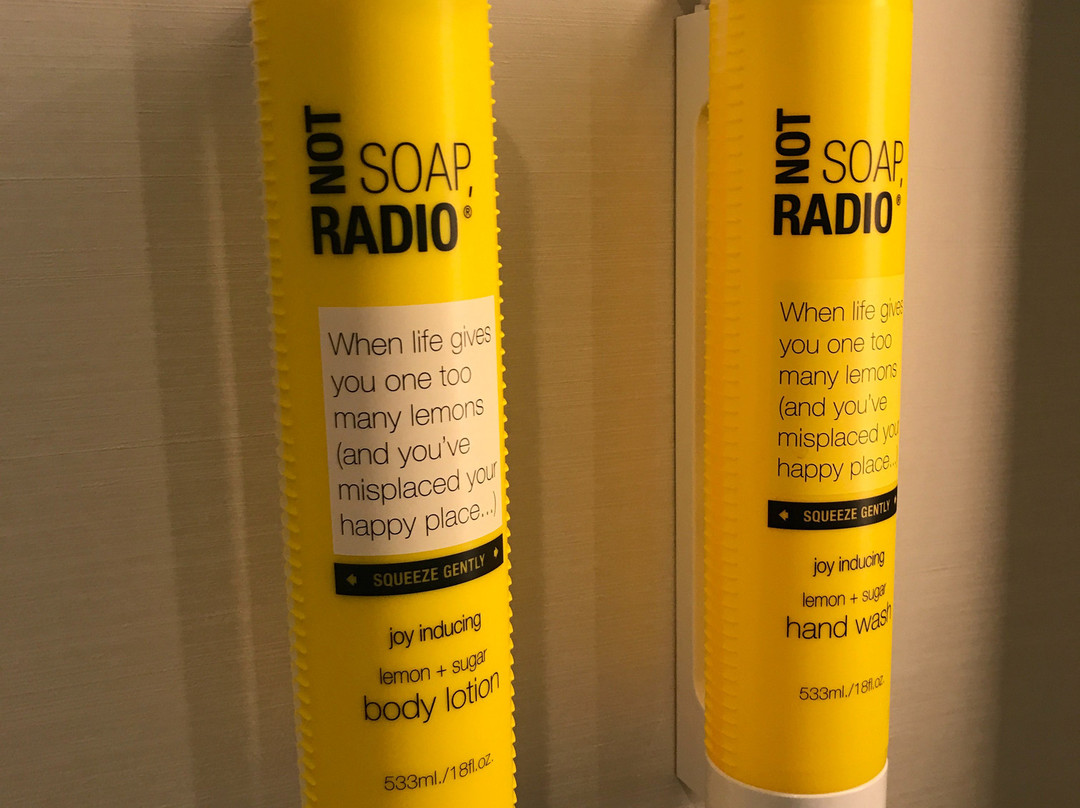 NOT SOAP,
RADIO®
When life gives
you one too
many lemons
(and you've
misplaced your
happy place...)
SQUEEZE GENTLY
joy inducing
lemon + sugar
body lotion
533ml./18fl.oz.
NOT SOAP,
RADIO®
When life gives
you one too
many lemons
(and you've
misplaced you
happy place...)
SQUEEZE GENTLY
joy inducing
lemon + sugar
hand wash
533ml./18fl.oz.